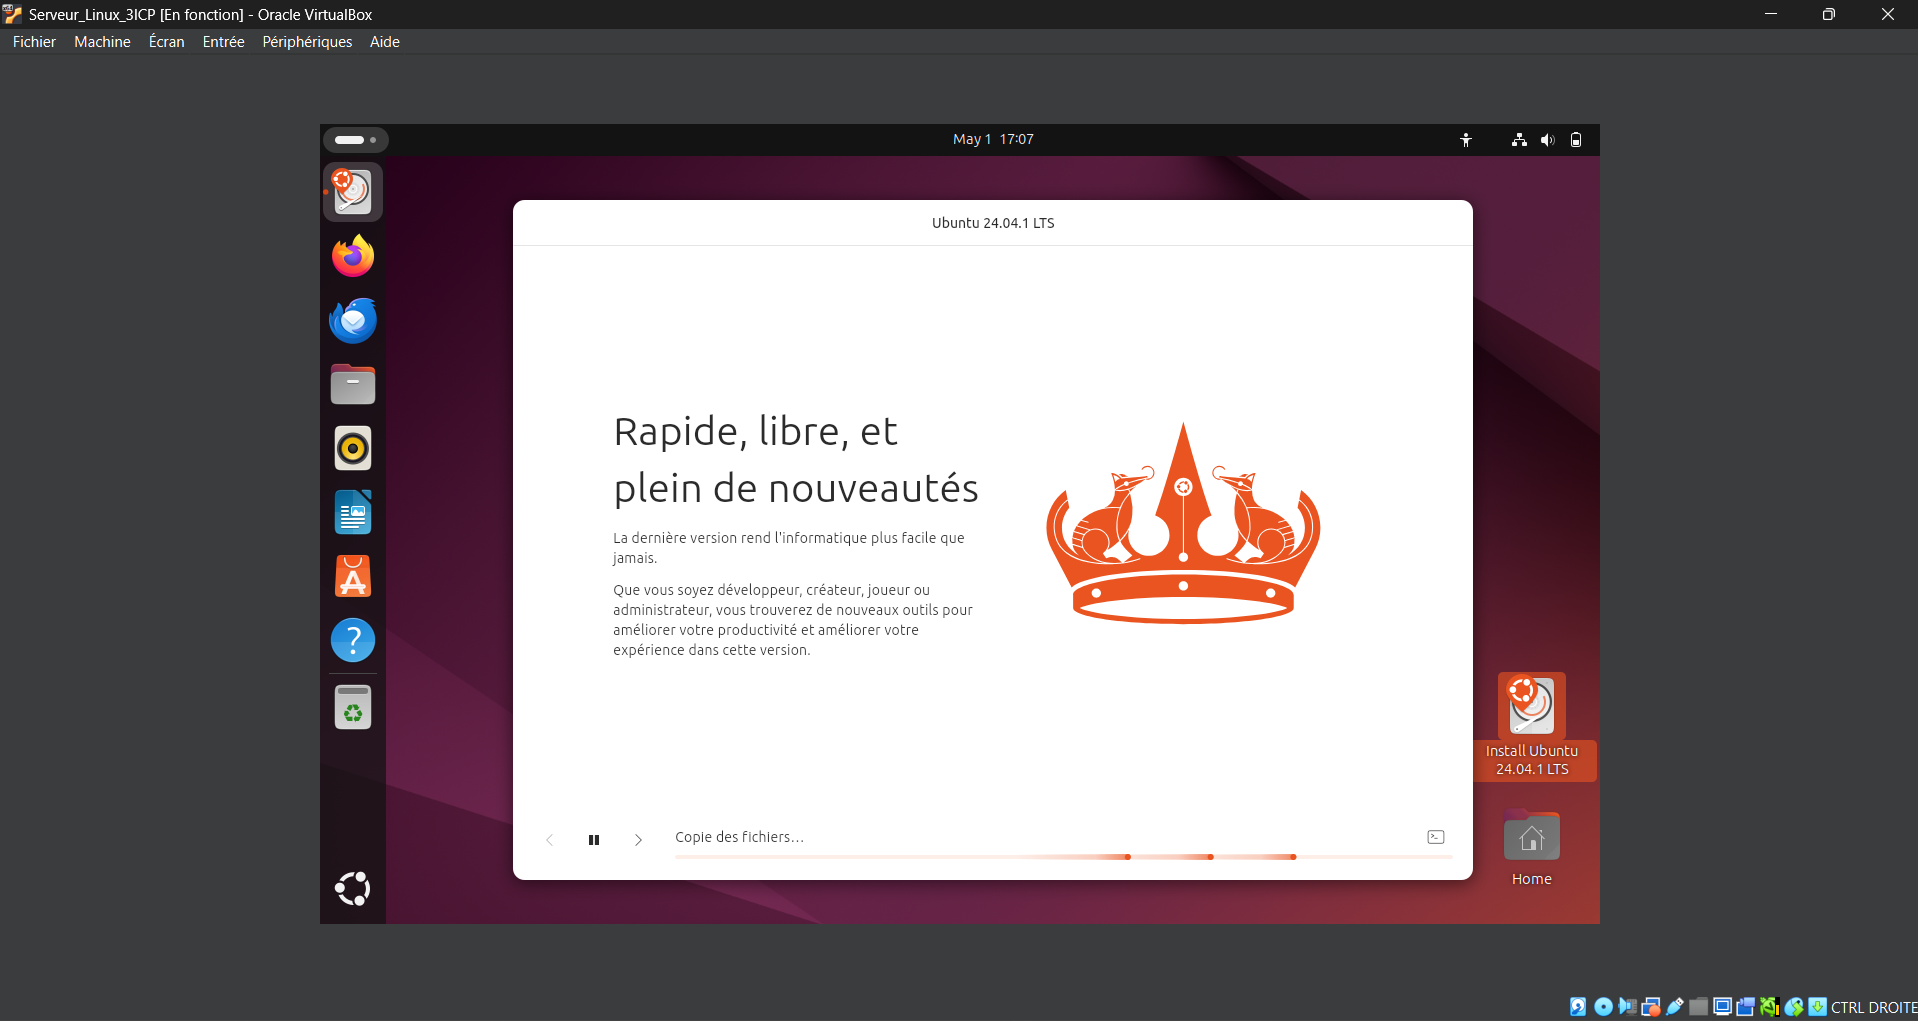 Serveur_Linux_3ICP [En fonction] - Oracle VirtualBox
Fichier Machine Écran Entrée Périphériques Aide
May 1 17:07
Ubuntu 24.04.1 LTS
Rapide, libre, et
plein de nouveautés
La dernière version rend l'informatique plus facile que
jamais.
Que vous soyez développeur, créateur, joueur ou
administrateur, vous trouverez de nouveaux outils pour
améliorer votre productivité et améliorer votre
expérience dans cette version.
Install Ubuntu
24.04.1 LTS
Copie des fichiers...
Home
CTRL DROITE